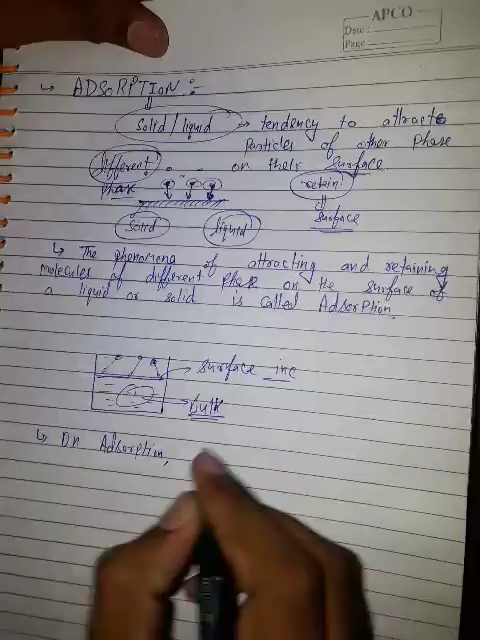 APCO
Date:
Page
↳ ADSORPTION :-
Solid/liquid → tendency to attracts
particles of other phase
Different on their surface
phase retain
surface
Solid liquid
↳ The phenomena of attracting and retaining
molecules of different phase on the surface of
a liquid or solid is called Adsorption.
→ surface inc
→ Bulk
↳ On Adsorption,